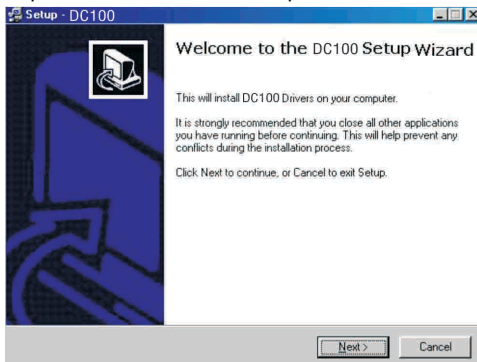 Setup - DC100
Welcome to the DC100 Setup Wizard
This will install DC100 Drivers on your computer.
It is strongly recommended that you close all other applications
you have running before continuing. This will help prevent any
conflicts during the installation process.
Click Next to continue, or Cancel to exit Setup.
Next >
Cancel